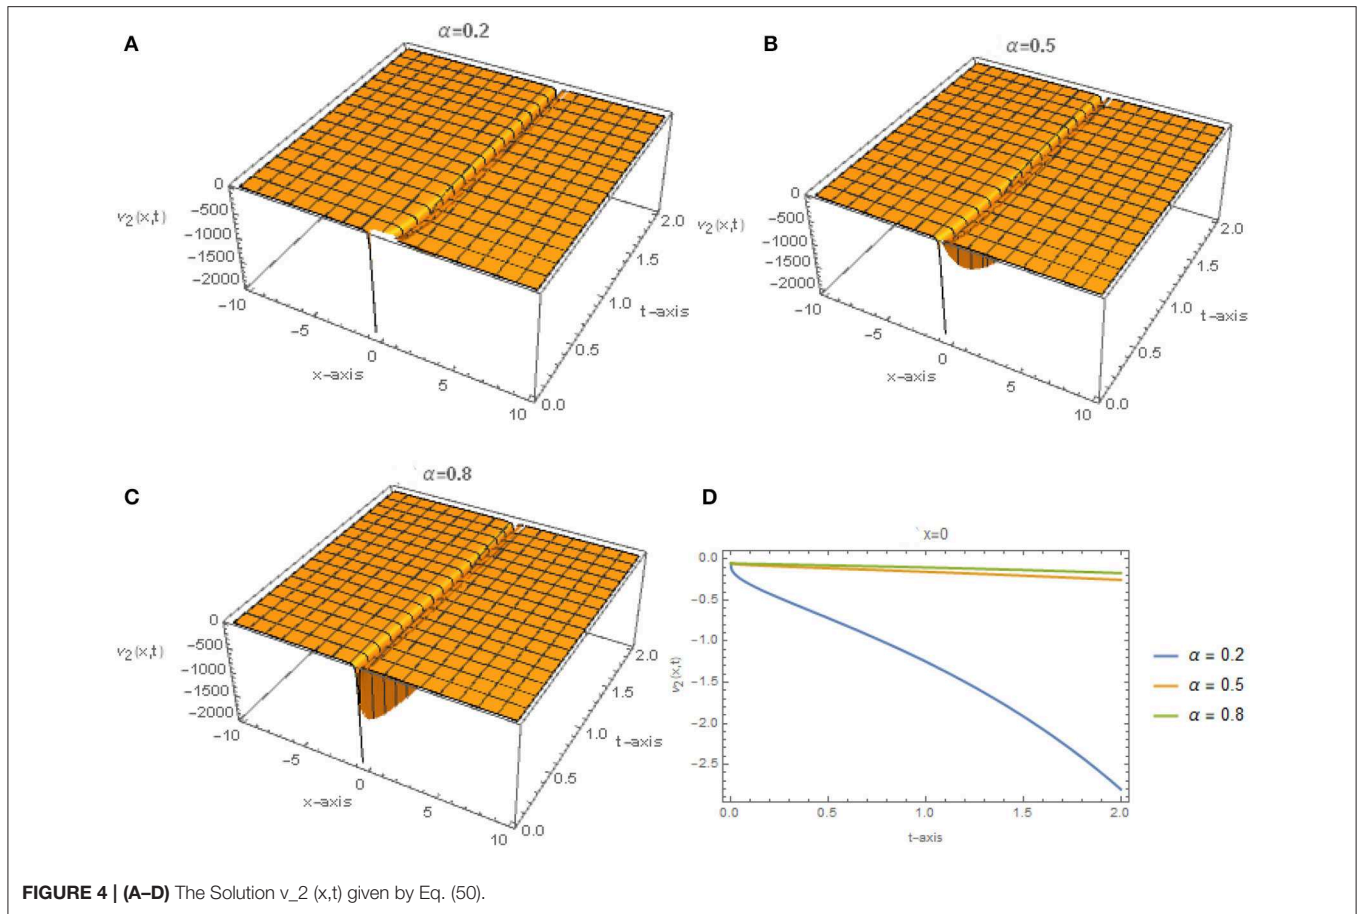 A
α=0.2
0
−500
−1000
−1500
−2000
v2(x,t)
−10
−5
0
5
10
x−axis
0.0
0.5
1.0
1.5
2.0
t−axis
B
α=0.5
0
−500
−1000
−1500
−2000
v2(x,t)
−10
−5
0
5
10
x−axis
0.0
0.5
1.0
1.5
2.0
t−axis
C
α=0.8
0
−500
−1000
−1500
−2000
v2(x,t)
−10
−5
0
5
10
x−axis
0.0
0.5
1.0
1.5
2.0
t−axis
D
x=0
0.0
−0.5
−1.0
−1.5
−2.0
−2.5
v2(x,t)
0.0
0.5
1.0
1.5
2.0
t−axis
α = 0.2
α = 0.5
α = 0.8
FIGURE 4 | (A–D) The Solution v_2 (x,t) given by Eq. (50).